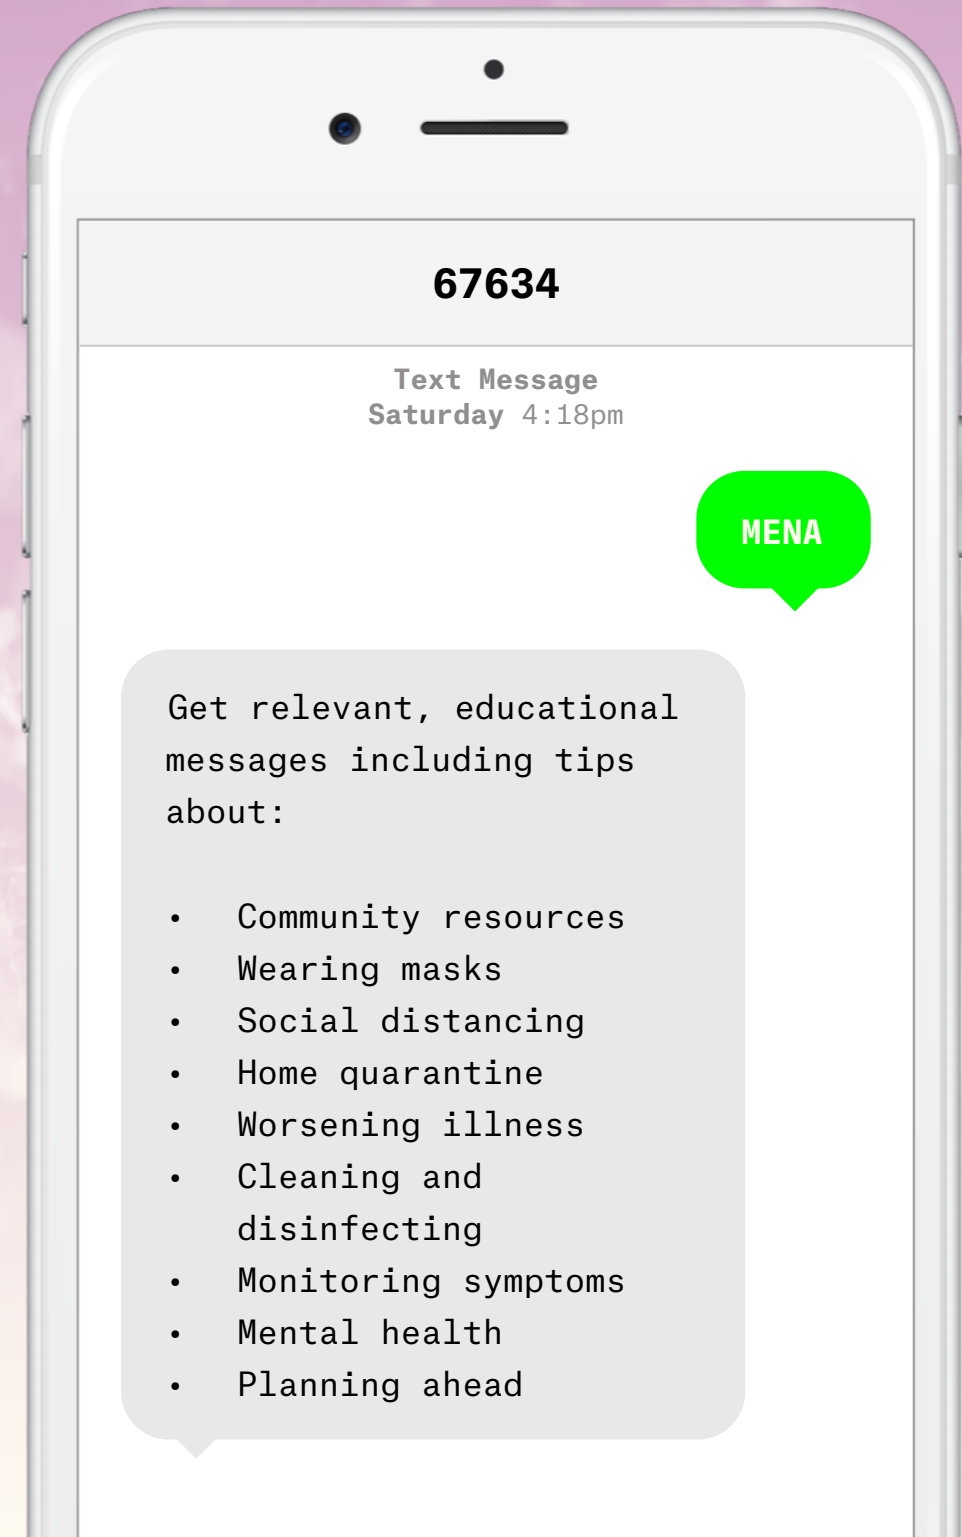 67634
Text Message
Saturday 4:18pm
MENA
Get relevant, educational
messages including tips
about:
• Community resources
• Wearing masks
• Social distancing
• Home quarantine
• Worsening illness
• Cleaning and
disinfecting
• Monitoring symptoms
• Mental health
• Planning ahead